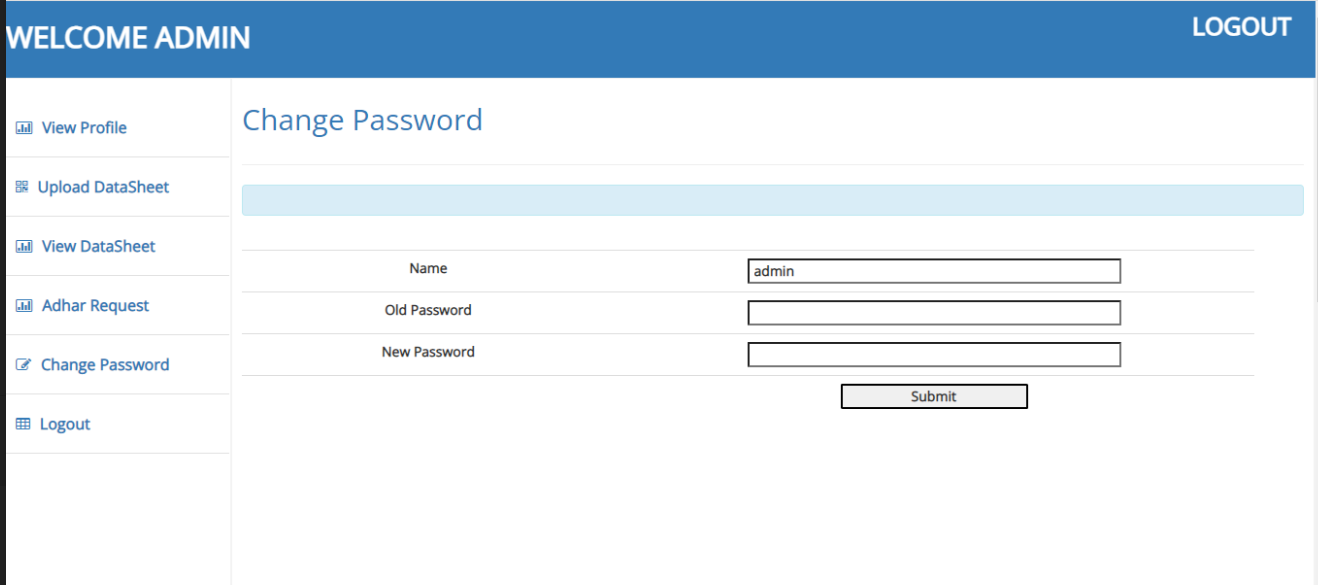 WELCOME ADMIN
LOGOUT
View Profile
Upload DataSheet
View DataSheet
Adhar Request
Change Password
Logout
Change Password
Name
admin
Old Password
New Password
Submit